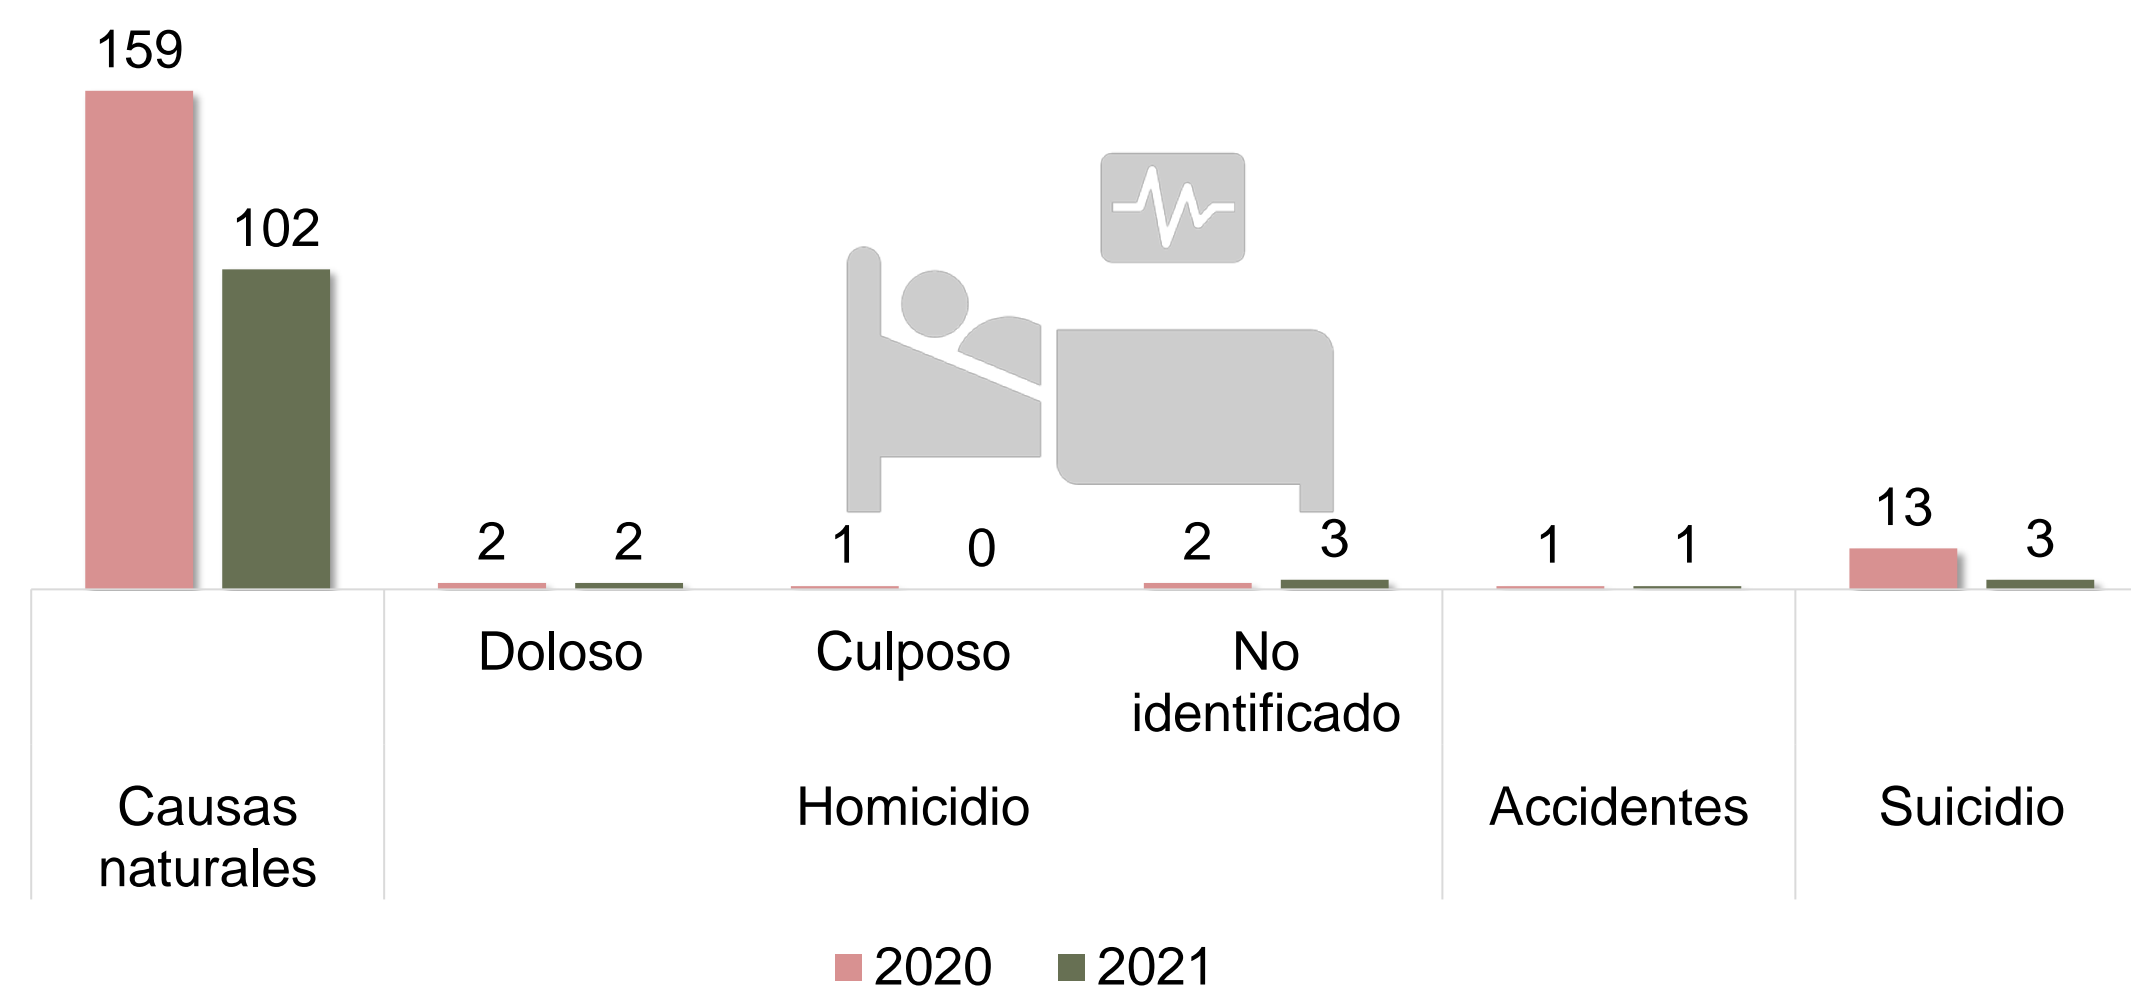 159
102
2
2
1
0
2
3
1
1
13
3
Doloso
Culposo
No
identificado
Causas
naturales
Homicidio
Accidentes
Suicidio
2020
2021